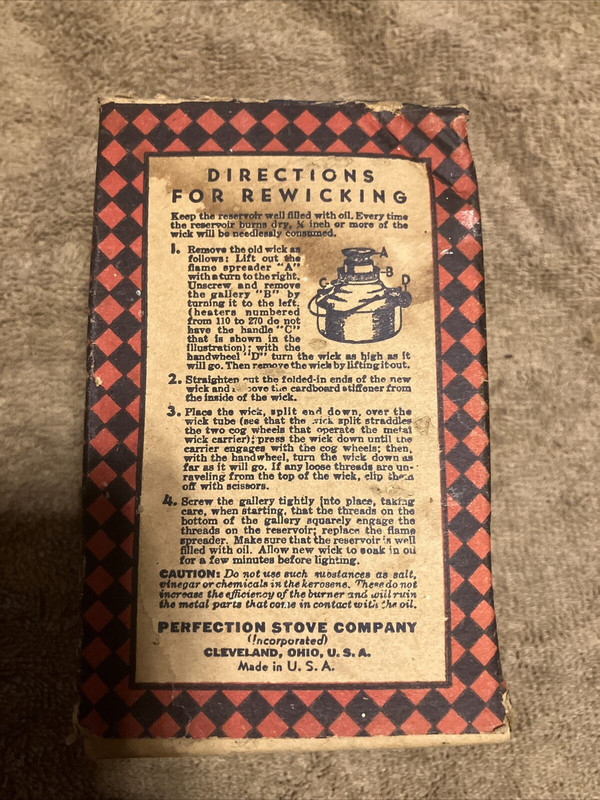 DIRECTIONS
FOR REWICKING
Keep the reservoir well filled with oil. Every time
the reservoir burns dry, ¼ inch or more of the
wick will be needlessly consumed.
1. Remove the old wick as
follows: Lift out the
flame spreader "A"
with a turn to the right.
Unscrew and remove
the gallery "B" by
turning it to the left.
(heaters numbered
from 110 to 270 do not
have the handle "C"
that is shown in the
illustration); with the
handwheel "D" turn the wick as high as it
will go. Then remove the wick by lifting it out.
A
B
C
D
2. Straighten out the folded-in ends of the new
wick and remove the cardboard stiffener from
the inside of the wick.
3. Place the wick, split end down, over the
wick tube (see that the wick split straddles
the two cog wheels that operate the metal
wick carrier); press the wick down until the
carrier engages with the cog wheels; then,
with the handwheel, turn the wick down as
far as it will go. If any loose threads are un-
raveling from the top of the wick, clip them
off with scissors.
4. Screw the gallery tightly into place, taking
care, when starting, that the threads on the
bottom of the gallery squarely engage the
threads on the reservoir; replace the flame
spreader. Make sure that the reservoir is well
filled with oil. Allow new wick to soak in oil
for a few minutes before lighting.
CAUTION: Do not use such substances as salt,
vinegar or chemicals in the kerosene. These do not
increase the efficiency of the burner and will ruin
the metal parts that come in contact with the oil.
PERFECTION STOVE COMPANY
(Incorporated)
CLEVELAND, OHIO, U. S. A.
Made in U. S. A.